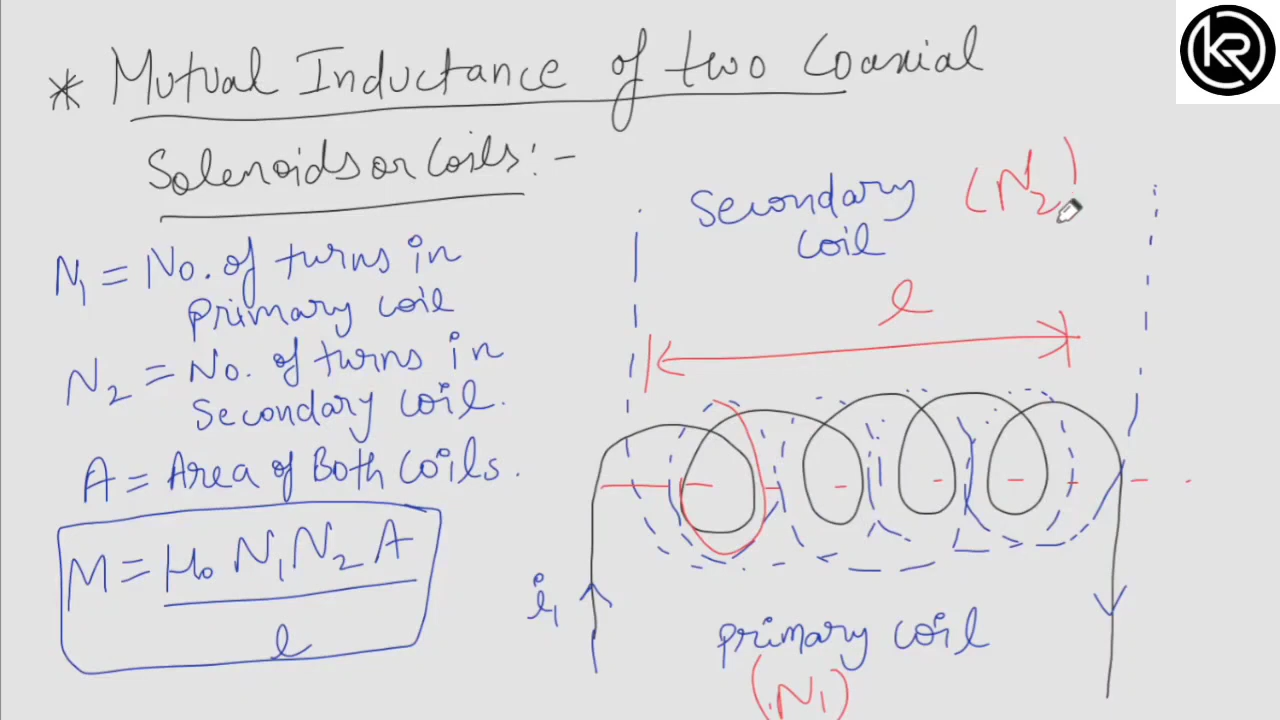 * Mutual Inductance of two Coaxial
Solenoids or Coils :-
N₁ = No. of turns in
primary coil
N₂ = No. of turns in
Secondary coil.
A = Area of Both Coils.
M = μ₀ N₁ N₂ A
l
Secondary (N₂)
coil
l
i₁
primary coil
(N₁)
KR